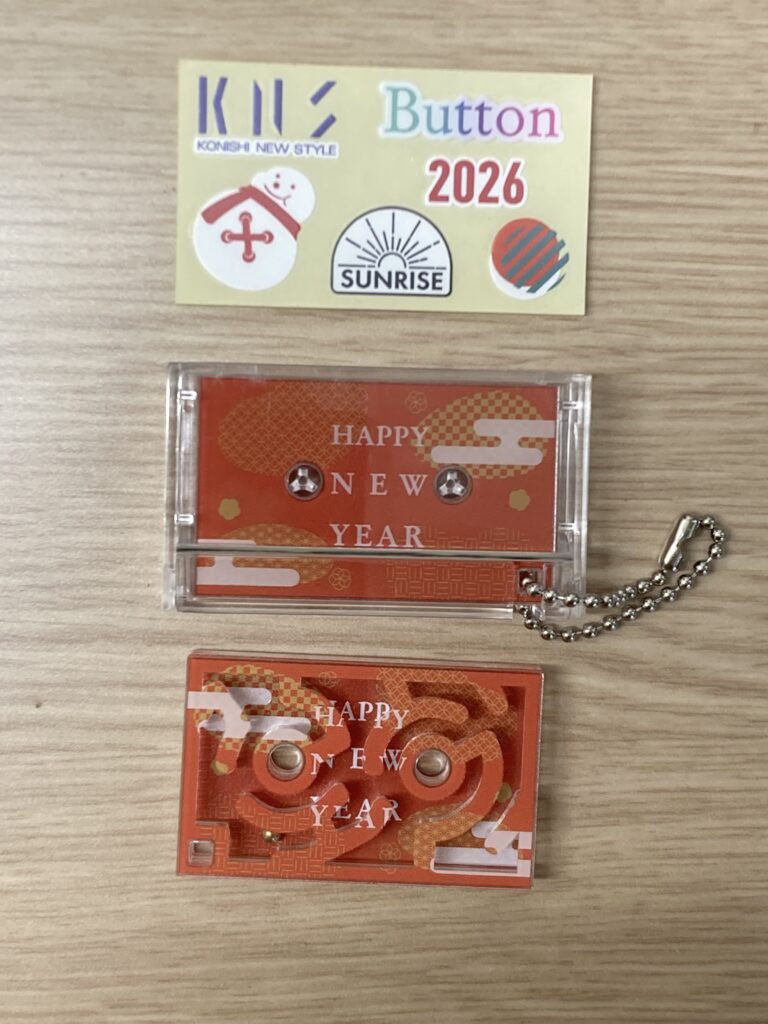 KNS
KONISHI NEW STYLE
Button
2026
SUNRISE
HAPPY
NEW
YEAR
HAPPY
NEW
YEAR